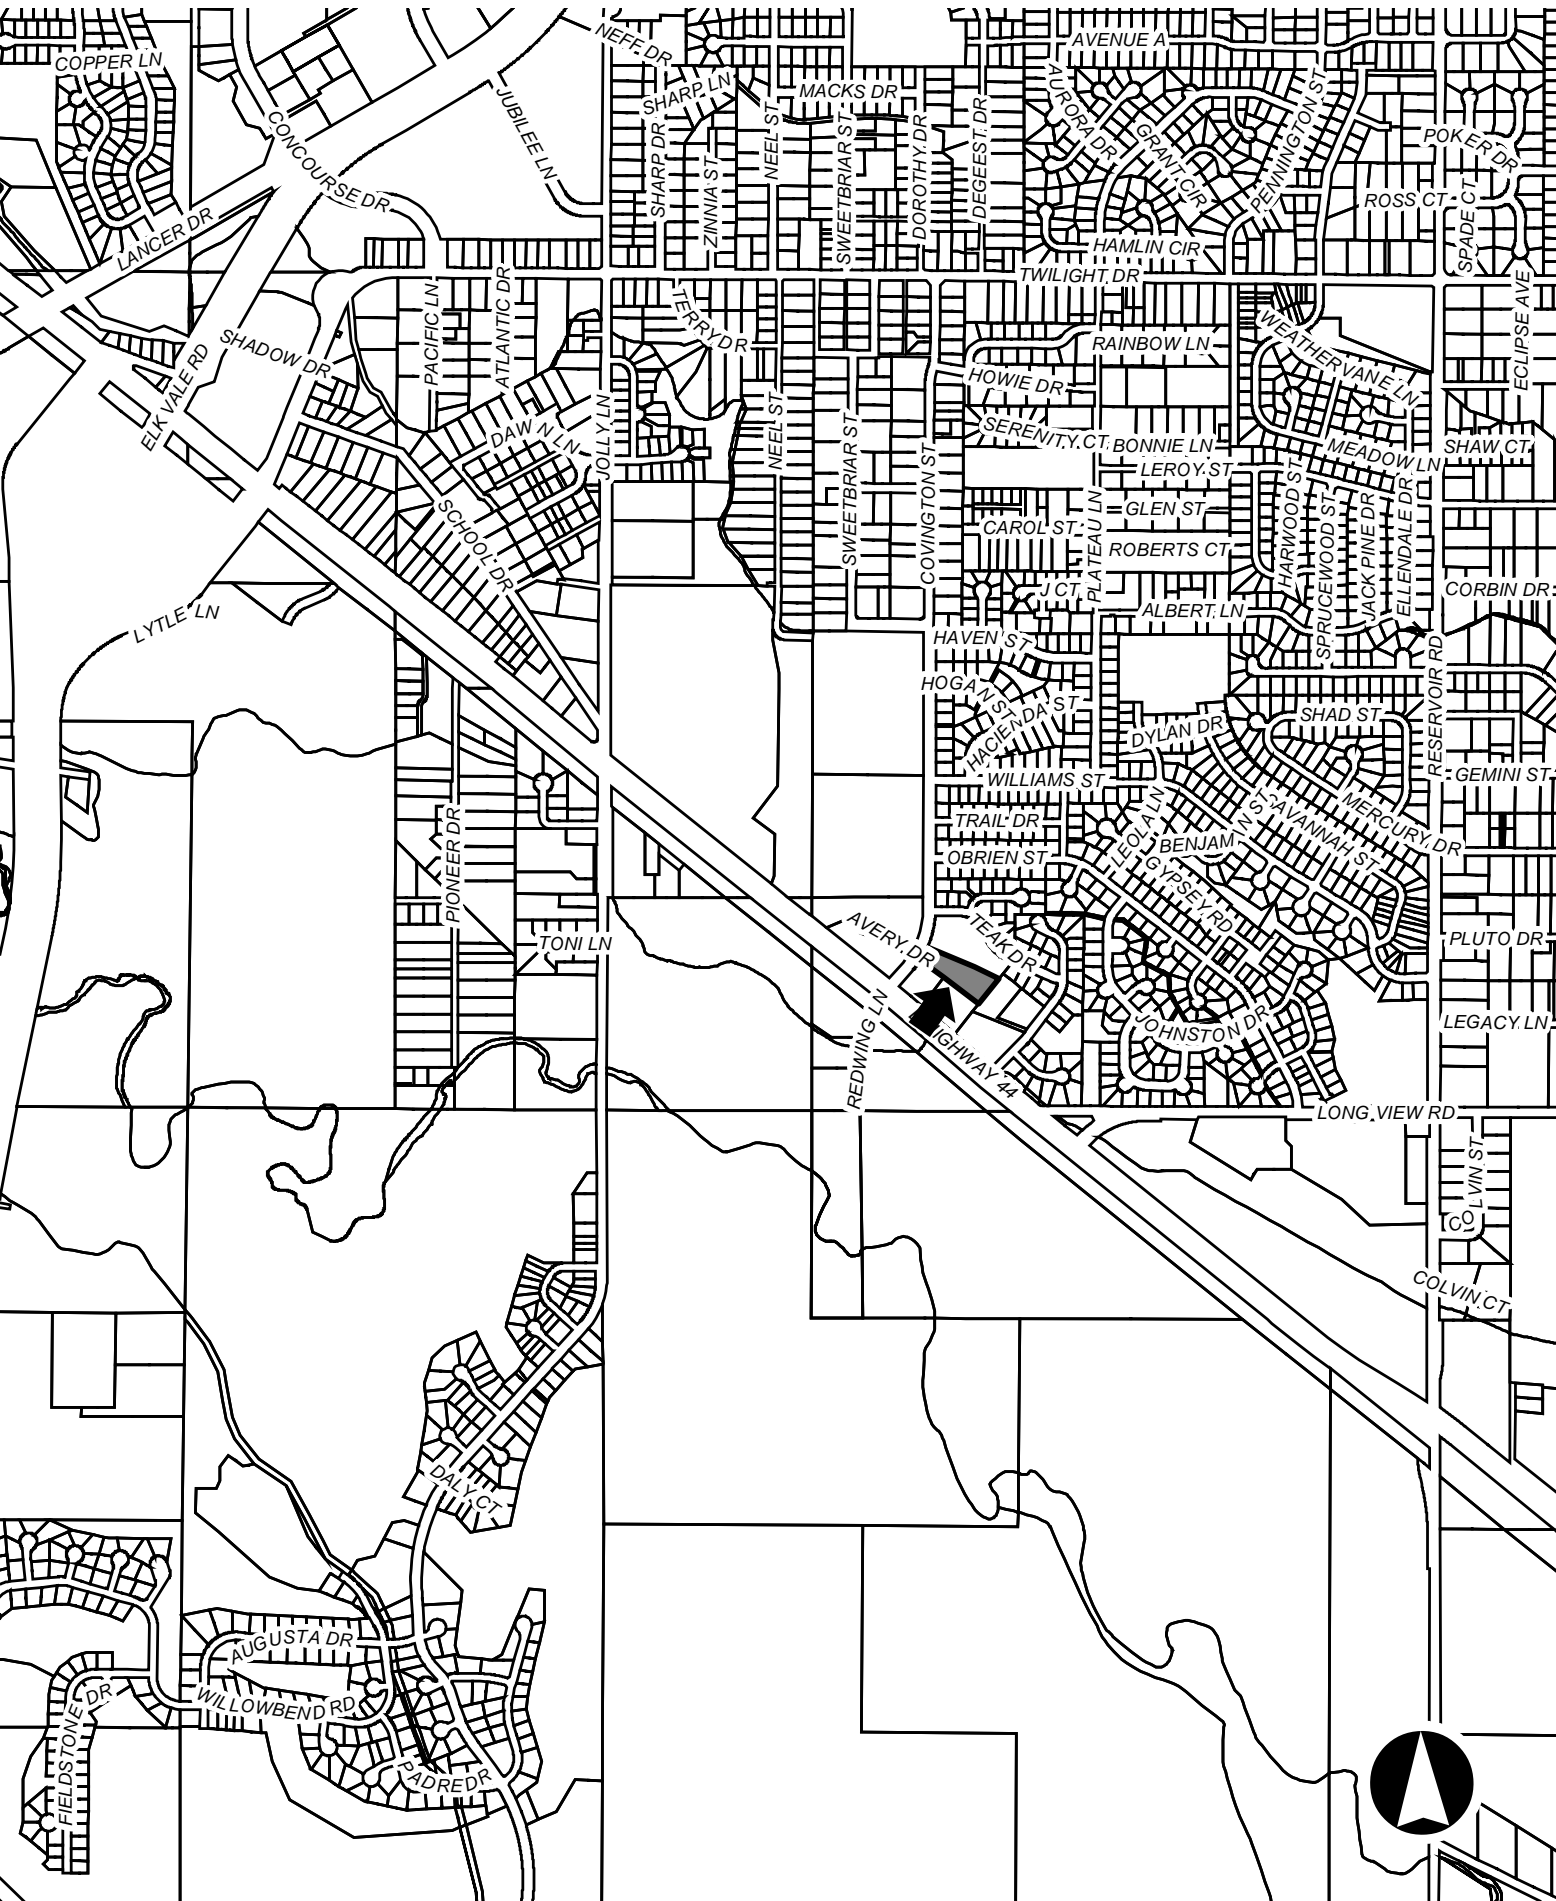 NEFF DR
AVENUE A
COPPER LN
SHARP LN
MACKS DR
JUBILEE LN
AURORA DR
CONCOURSE DR
GRANT CIR
PENNINGTON ST
POKER DR
SHARP DR
ZINNIA ST
NEEL ST
SWEETBRIAR ST
DOROTHY DR
DEGEEST DR
ROSS CT
SPADE CT
LANCER DR
HAMLIN CIR
TWILIGHT DR
PACIFIC LN
ATLANTIC DR
TERRY DR
ECLIPSE AVE
SHADOW DR
ELK VALE RD
RAINBOW LN
WEATHERVANE LN
HOWIE DR
DAWN LN
JOLLY LN
NEEL ST
SWEETBRIAR ST
COVINGTON ST
SERENITY CT
BONNIE LN
MEADOW LN
SHAW CT
LEROY ST
SCHOOL DR
CAROL ST
PLATEAU LN
GLEN ST
HARWOOD ST
SPRUCEWOOD ST
JACK PINE DR
ELLENDALE DR
ROBERTS CT
J CT
CORBIN DR
LYTLE LN
ALBERT LN
HAVEN ST
RESERVOIR RD
HOGAN ST
HACIENDA ST
SHAD ST
DYLAN DR
WILLIAMS ST
GEMINI ST
PIONEER DR
TRAIL DR
LEOLA LN
BENJAM
N ST
SAVANNAH ST
MERCURY DR
OBRIEN ST
GYPSEY RD
TONI LN
AVERY DR
TEAK DR
PLUTO DR
REDWING LN
IGHWAY 44
JOHNSTON DR
LEGACY LN
LONG VIEW RD
COLVIN ST
COLVIN CT
DALY CT
AUGUSTA DR
WILLOWBEND RD
FIELDSTONE DR
PADRE DR